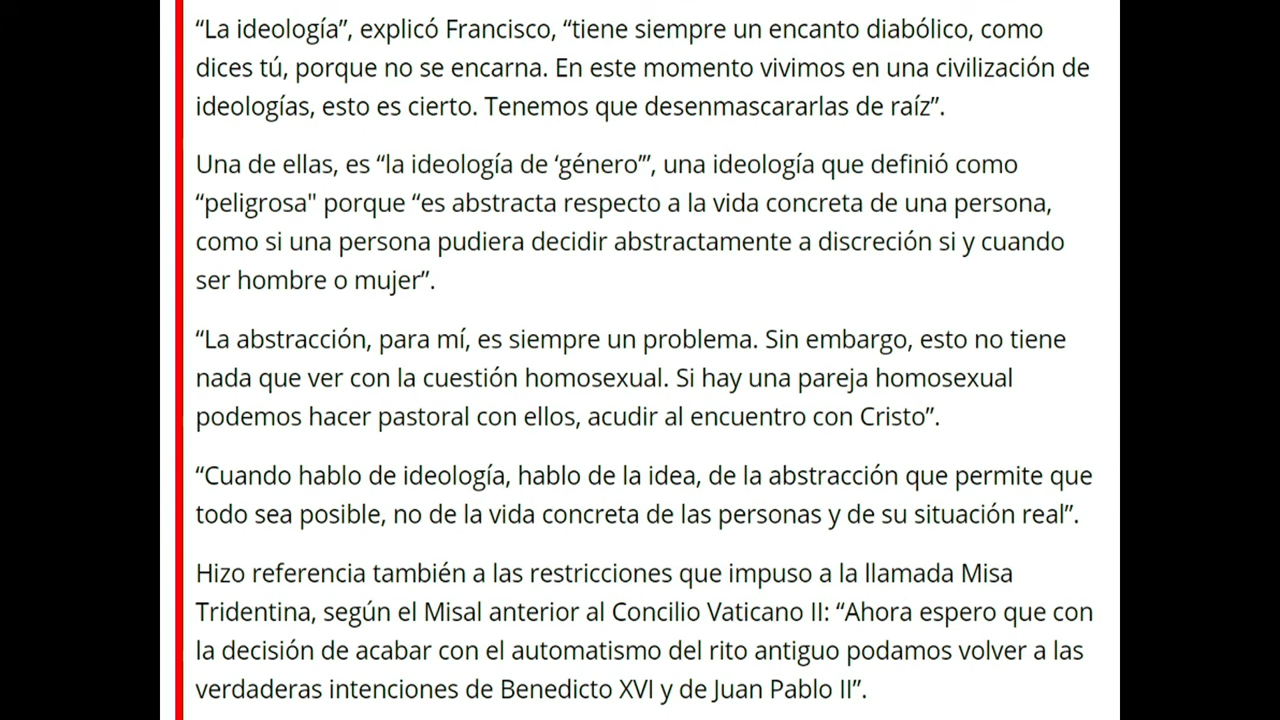 “La ideología”, explicó Francisco, “tiene siempre un encanto diabólico, como
dices tú, porque no se encarna. En este momento vivimos en una civilización de
ideologías, esto es cierto. Tenemos que desenmascararlas de raíz”.
Una de ellas, es “la ideología de ‘género’”, una ideología que definió como
“peligrosa" porque “es abstracta respecto a la vida concreta de una persona,
como si una persona pudiera decidir abstractamente a discreción si y cuando
ser hombre o mujer”.
“La abstracción, para mí, es siempre un problema. Sin embargo, esto no tiene
nada que ver con la cuestión homosexual. Si hay una pareja homosexual
podemos hacer pastoral con ellos, acudir al encuentro con Cristo”.
“Cuando hablo de ideología, hablo de la idea, de la abstracción que permite que
todo sea posible, no de la vida concreta de las personas y de su situación real”.
Hizo referencia también a las restricciones que impuso a la llamada Misa
Tridentina, según el Misal anterior al Concilio Vaticano II: “Ahora espero que con
la decisión de acabar con el automatismo del rito antiguo podamos volver a las
verdaderas intenciones de Benedicto XVI y de Juan Pablo II”.